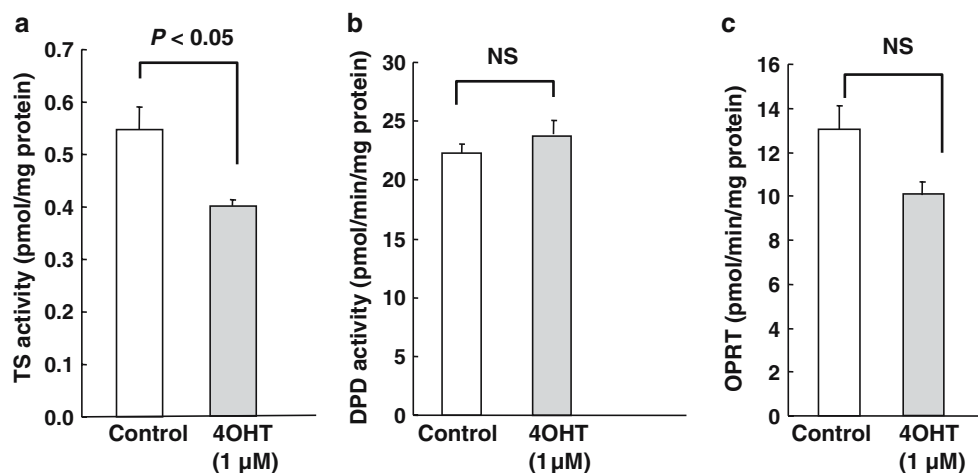 a
P < 0.05
TS activity (pmol/mg protein)
0.7
0.6
0.5
0.4
0.3
0.2
0.1
0.0
Control 4OHT
(1 µM)
b
NS
DPD activity (pmol/min/mg protein)
30
25
20
15
10
5
0
Control 4OHT
(1 µM)
c
NS
OPRT (pmol/min/mg protein)
16
14
12
10
8
6
4
2
0
Control 4OHT
(1 µM)